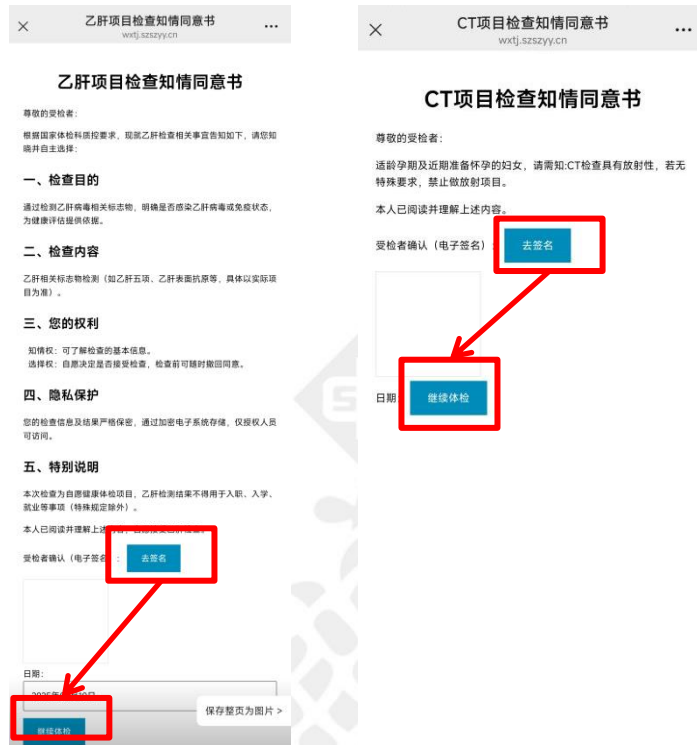 乙肝项目检查知情同意书
wxtj.szszyy.cn
乙肝项目检查知情同意书
尊敬的受检者：
根据国家体检科质控要求，现就乙肝检查相关事宜告知如下，请您知
晓并自主选择：
一、检查目的
通过检测乙肝病毒相关标志物，明确是否感染乙肝病毒或免疫状态，
为健康评估提供依据。
二、检查内容
乙肝相关标志物检测（如乙肝五项、乙肝表面抗原等，具体以实际项
目为准）。
三、您的权利
知情权：可了解检查的基本信息。
选择权：自愿决定是否接受检查，检查前可随时撤回同意。
四、隐私保护
您的检查信息及结果严格保密，通过加密电子系统存储，仅授权人员
可访问。
五、特别说明
本次检查为自愿健康体检项目，乙肝检测结果不得用于入职、入学、
就业等事项（特殊规定除外）。
本人已阅读并理解上述
受检者确认（电子签名）： 去签名
日期：
保存整页为图片 >
继续体检
CT项目检查知情同意书
wxtj.szszyy.cn
CT项目检查知情同意书
尊敬的受检者：
适龄孕期及近期准备怀孕的妇女，请需知:CT检查具有放射性，若无
特殊要求，禁止做放射项目。
本人已阅读并理解上述内容。
受检者确认（电子签名）: 去签名
日期: 继续体检